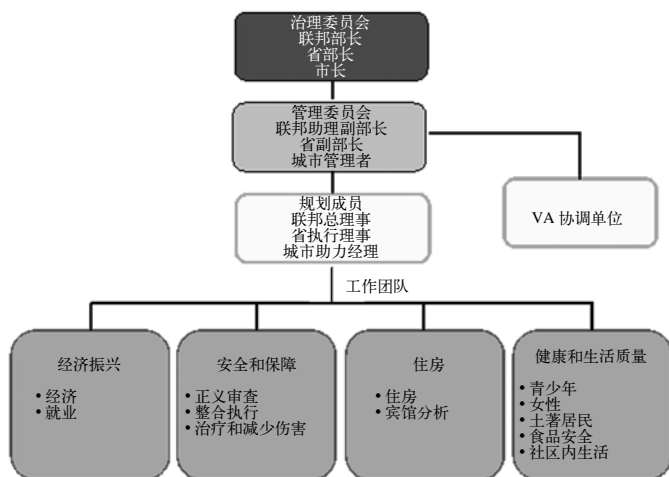 治理委员会
联邦部长
省部长
市长
管理委员会
联邦助理副部长
省副部长
城市管理者
规划成员
联邦总理事
省执行理事
城市助力经理
VA 协调单位
工作团队
经济振兴
• 经济
• 就业
安全和保障
• 正义审查
• 整合执行
• 治疗和减少伤害
住房
• 住房
• 宾馆分析
健康和生活质量
• 青少年
• 女性
• 土著居民
• 食品安全
• 社区内生活